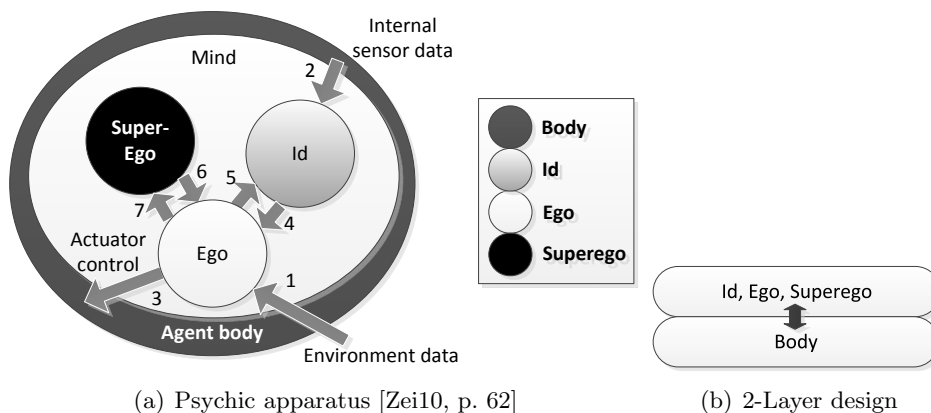 Internal
sensor data
Mind
2
Super-
Ego
Id
6
5
7
4
Actuator
control
Ego
1
3
Agent body
Environment data
Body
Id
Ego
Superego
Id, Ego, Superego
Body
(a) Psychic apparatus [Zei10, p. 62]
(b) 2-Layer design